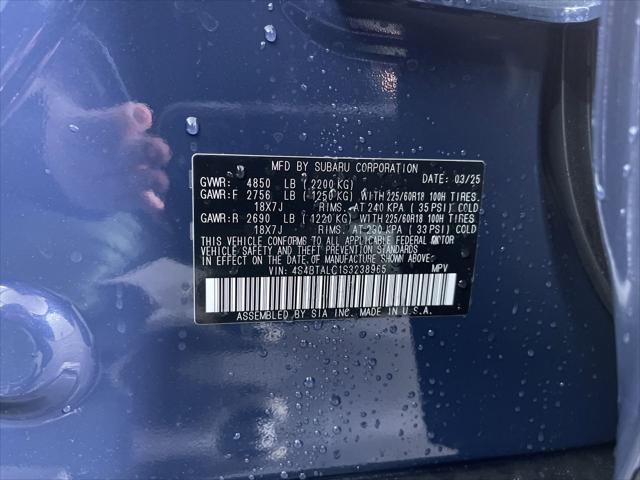 MFD BY SUBARU CORPORATION
GVWR: 4850 LB (2200 KG) DATE: 03/25
GAWR:F 2756 LB (1250 KG) WITH 225/60R18 100H TIRES,
18X7J RIMS, AT 240 KPA (35 PSI) COLD
GAWR:R 2690 LB (1220 KG) WITH 225/60R18 100H TIRES,
18X7J RIMS, AT 230 KPA (33 PSI) COLD
THIS VEHICLE CONFORMS TO ALL APPLICABLE FEDERAL MOTOR
VEHICLE SAFETY AND THEFT PREVENTION STANDARDS
IN EFFECT ON THE DATE OF MANUFACTURE SHOWN ABOVE.
VIN: 4S4BTALC1S3238965 MPV
ASSEMBLED BY SIA INC. MADE IN U.S.A.